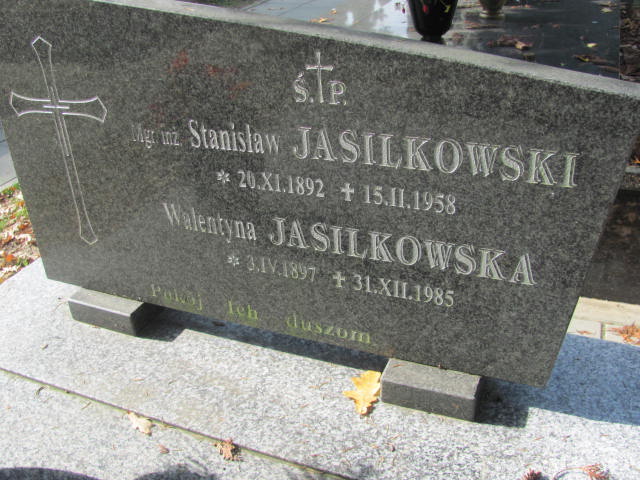 Ś.†P.
Mgr. inż. Stanisław JASILKOWSKI
* 20.XI.1892 † 15.II.1958
Walentyna JASILKOWSKA
* 3.IV.1897 † 31.XII.1985
Pokój Ich duszom